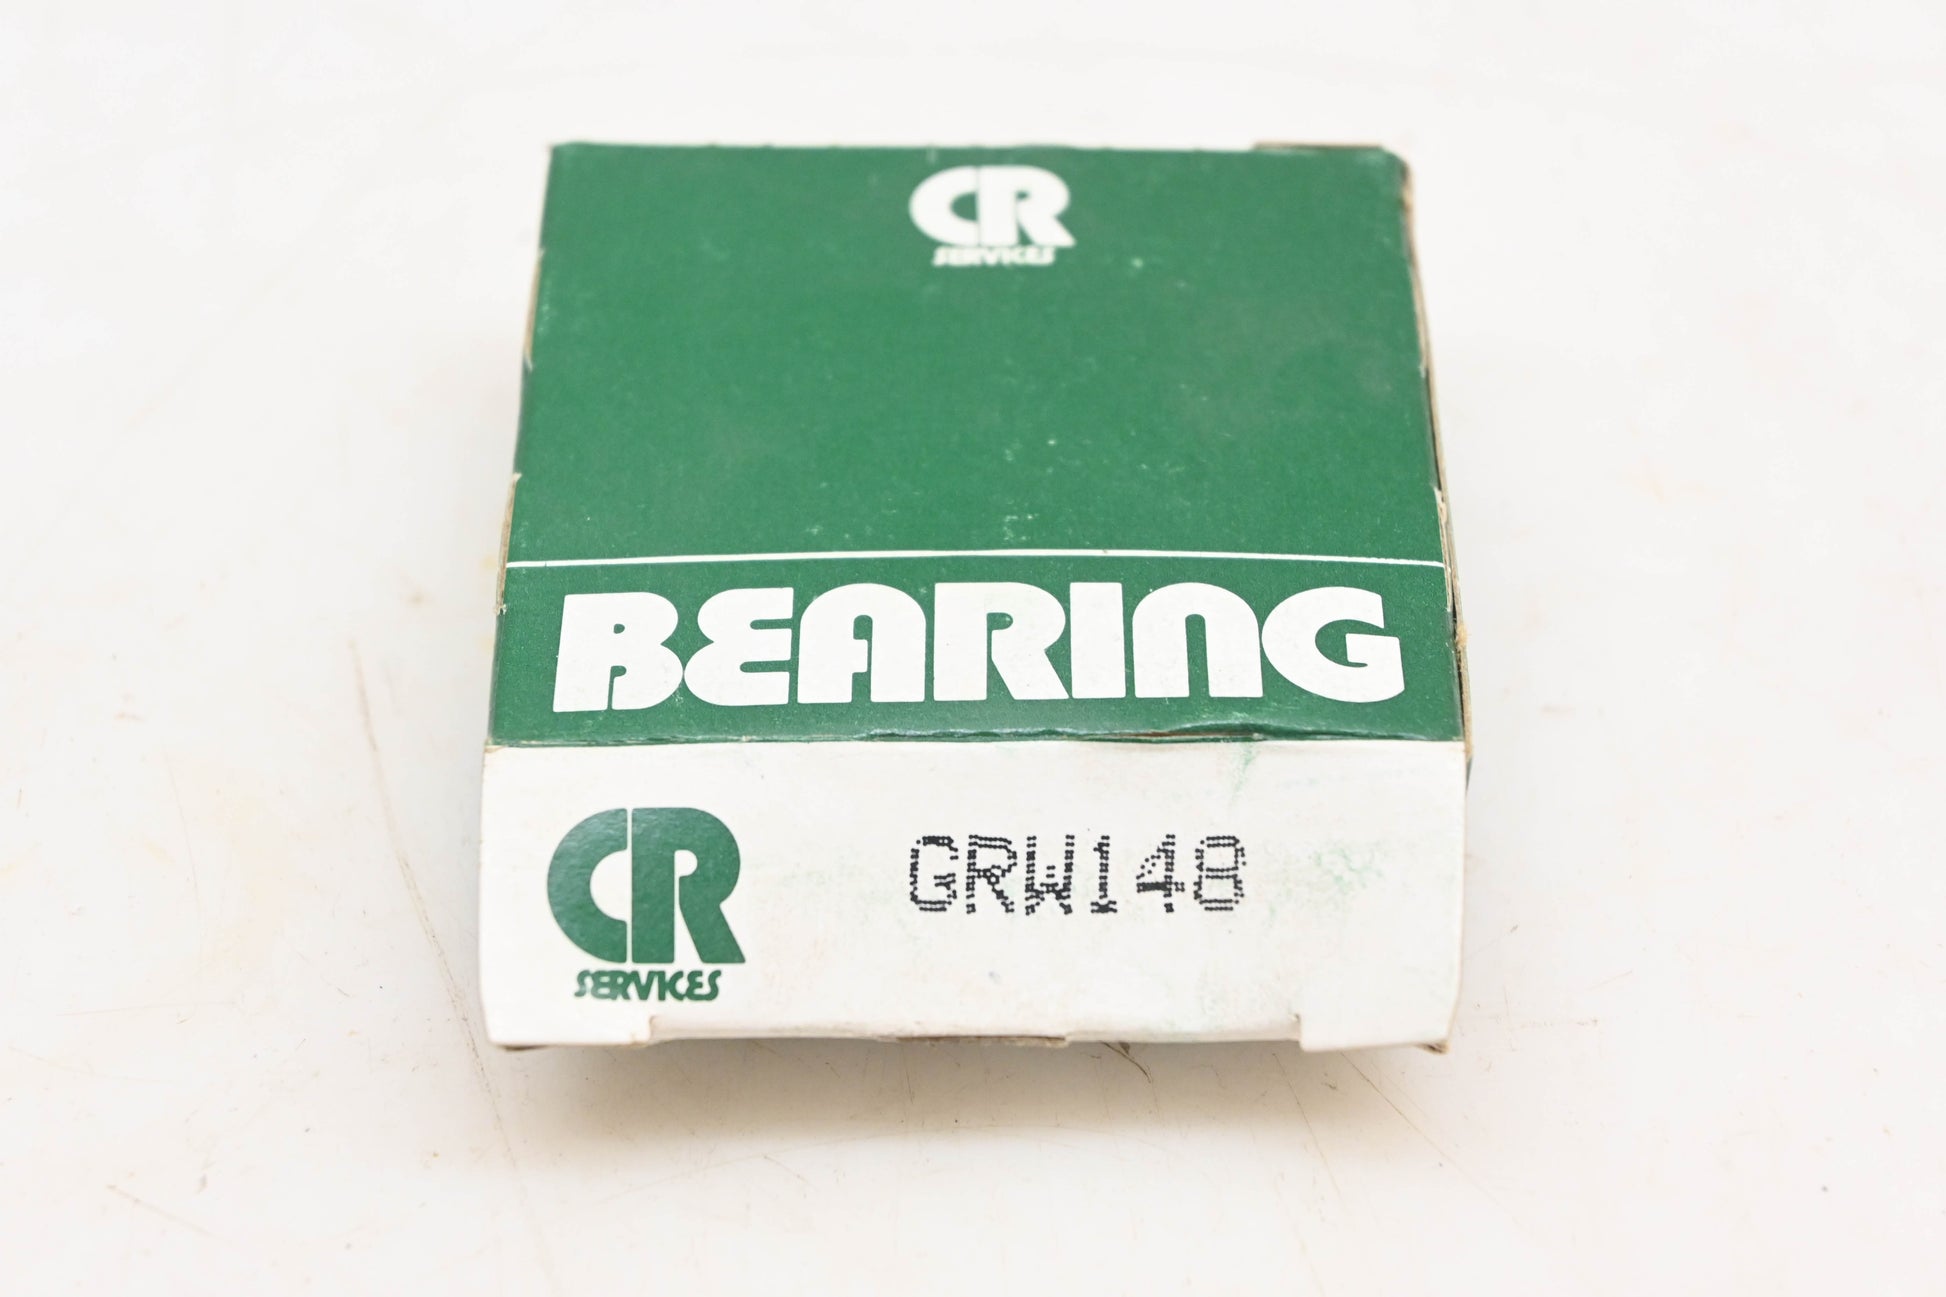 CR
SERVICES
BEARING
CR
SERVICES
GRW148